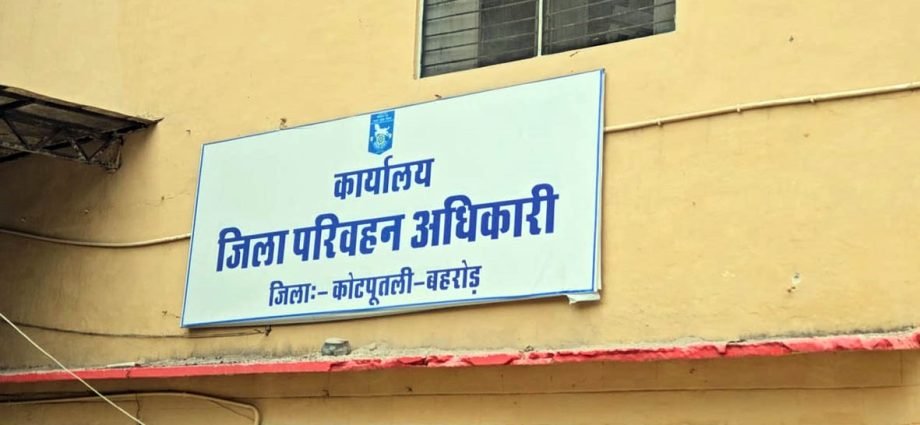 कार्यालय
जिला परिवहन अधिकारी
जिलाः- कोटपूतली-बहरोड़